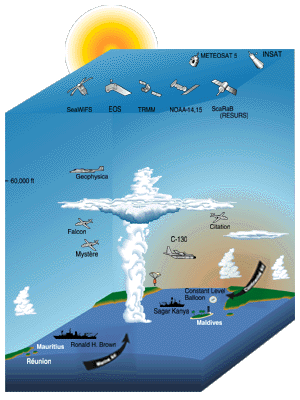 METEOSAT 5
INSAT
SeaWiFS
EOS
TRMM
NOAA-14,15
ScaRaB
(RESURS)
60,000 ft
Geophysica
Falcon
Citation
C-130
Mystère
Constant Level
Balloon
Sagar Kanya
Maldives
Ronald H. Brown
Mauritius
Réunion